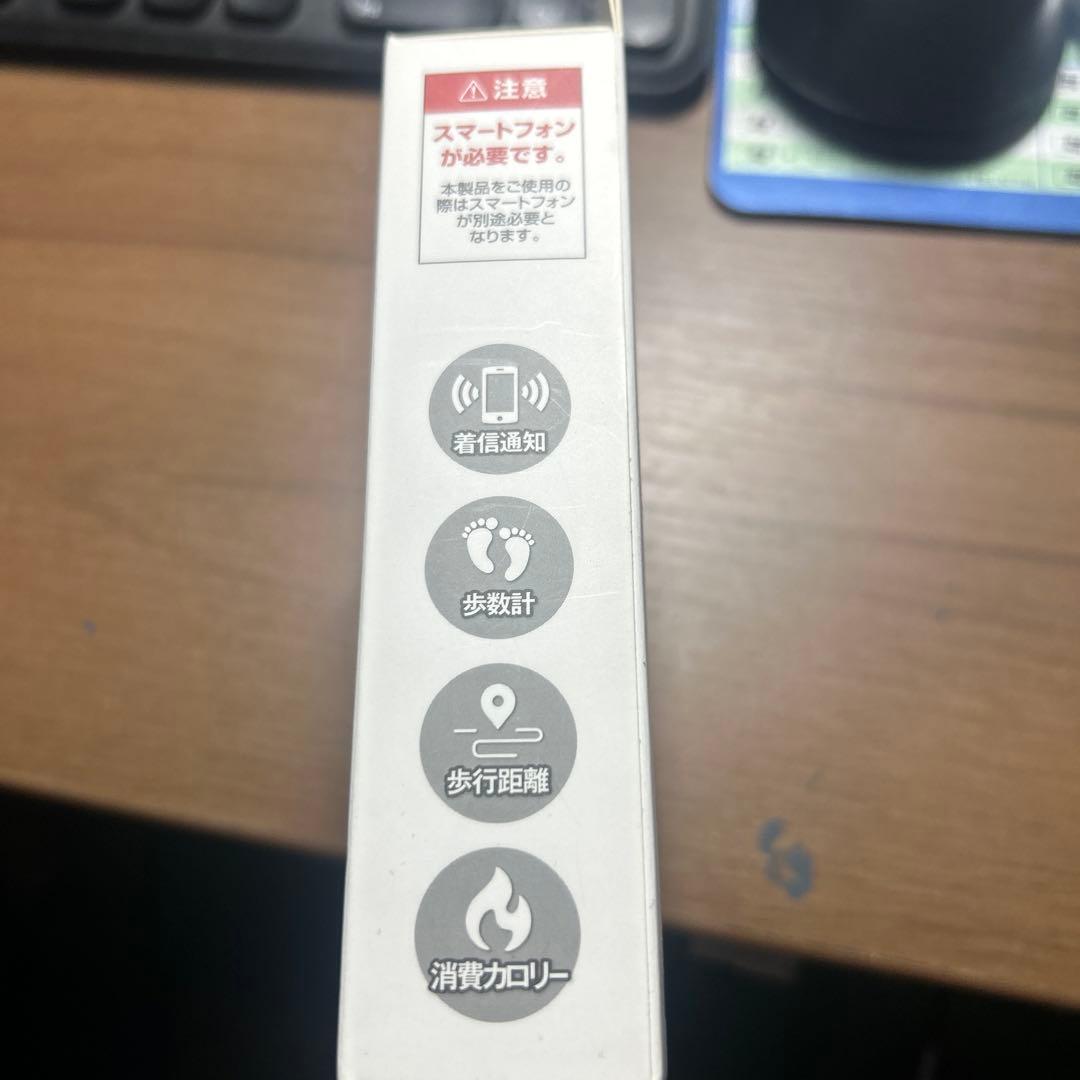 注意
スマートフォン
が必要です。
本製品をご使用の
際はスマートフォン
が別途必要と
なります。
着信通知
歩数計
歩行距離
消費カロリー